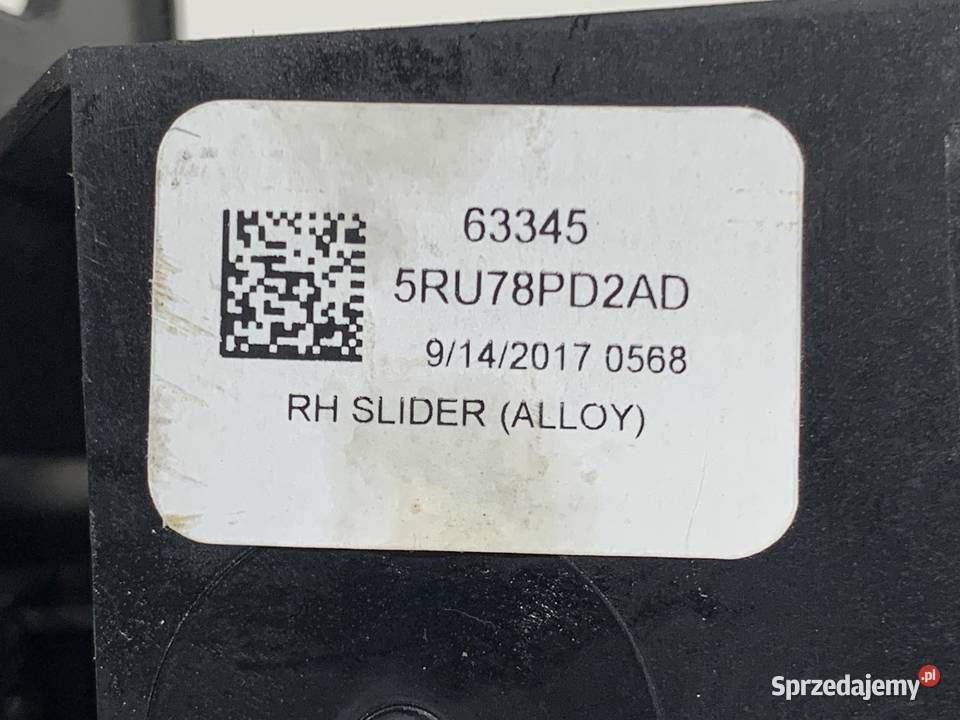 63345
5RU78PD2AD
9/14/2017 0568
RH SLIDER (ALLOY)
Sprzedajemy.pl